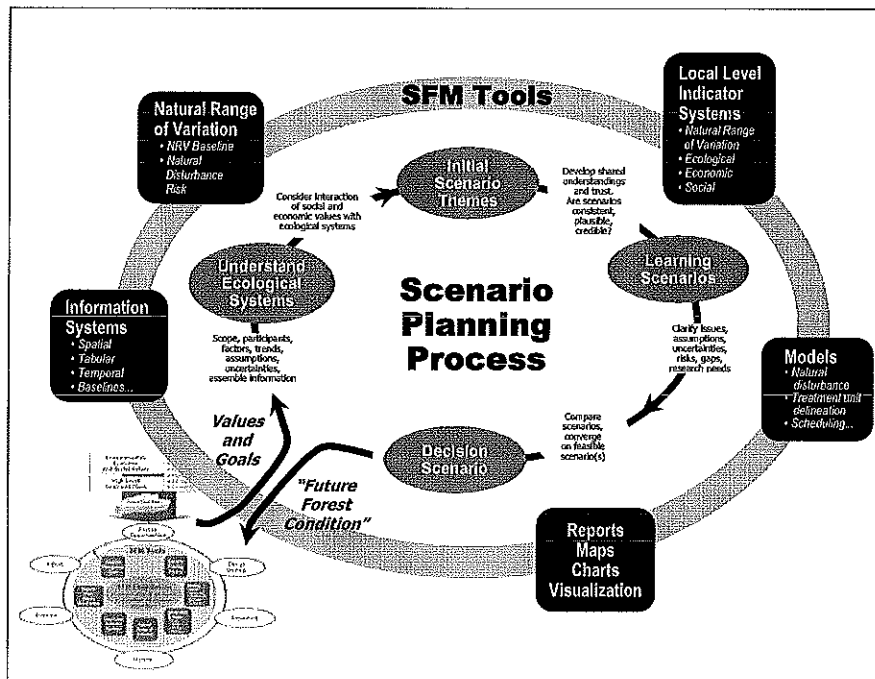 SFM Tools
Natural Range
of Variation
• NRV Baseline
• Natural
Disturbance
Risk
Local Level
Indicator
Systems
• Natural Range
of Variation
• Ecological
• Economic
• Social
Initial
Scenario
Themes
Consider interaction
of social and
economic values with
ecological systems
Develop shared
understandings
and trust.
Are scenarios
consistent,
plausible,
credible?
Understand
Ecological
Systems
Learning
Scenarios
Scenario
Planning
Process
Information
Systems
• Spatial
• Tabular
• Temporal
• Baselines...
Scope, participants,
factors, trends,
assumptions,
uncertainties,
assemble information
Clarify issues,
assumptions,
uncertainties,
risks, gaps,
research needs
Models
• Natural
disturbance
• Treatment unit
delineation
• Scheduling...
Values
and
Goals
Decision
Scenario
Compare
scenarios,
converge
on feasible
scenario(s)
"Future
Forest
Condition"
Reports
Maps
Charts
Visualization